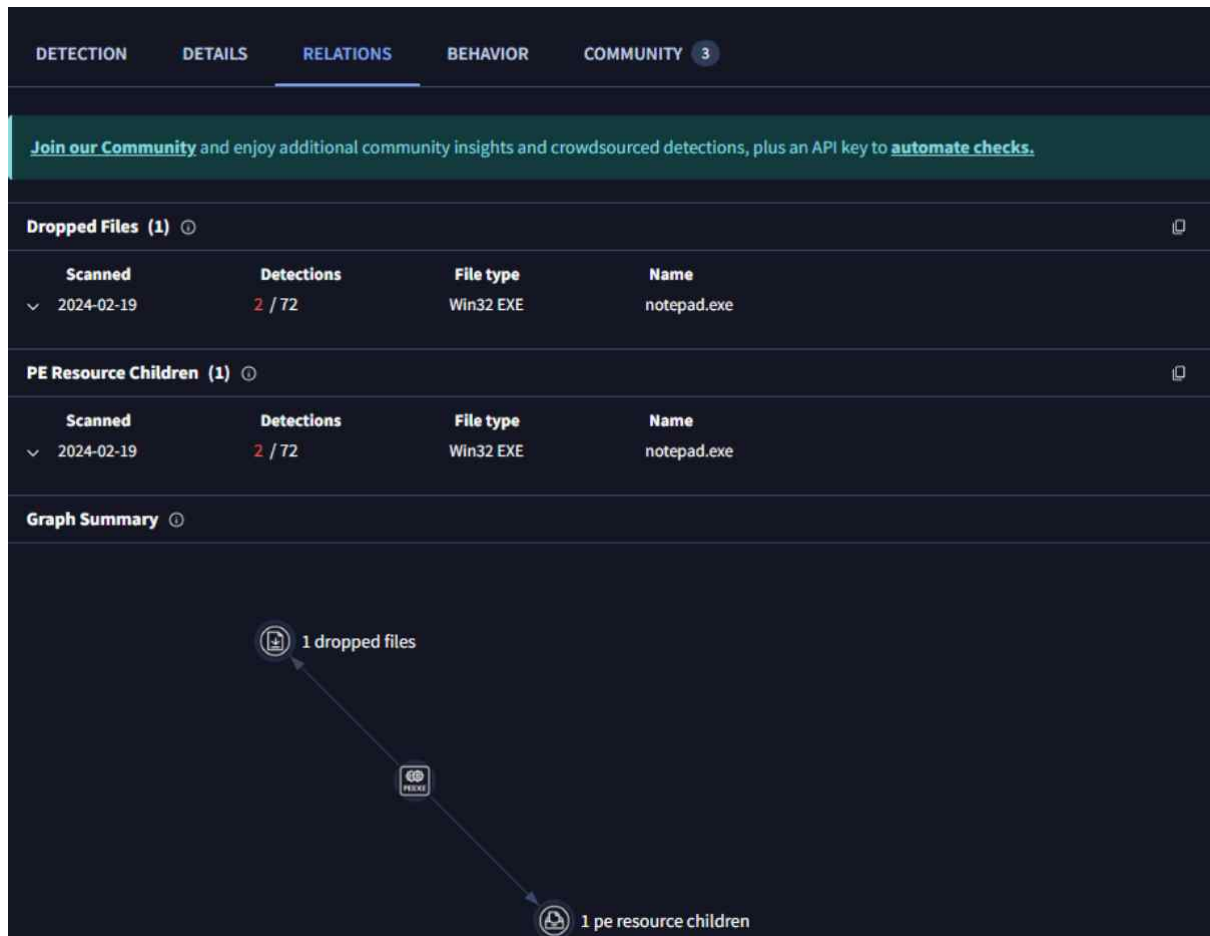 DETECTION DETAILS RELATIONS BEHAVIOR COMMUNITY 3
Join our Community and enjoy additional community insights and crowdsourced detections, plus an API key to automate checks.
Dropped Files (1)
Scanned Detections File type Name
2024-02-19 2 / 72 Win32 EXE notepad.exe
PE Resource Children (1)
Scanned Detections File type Name
2024-02-19 2 / 72 Win32 EXE notepad.exe
Graph Summary
1 dropped files
1 pe resource children